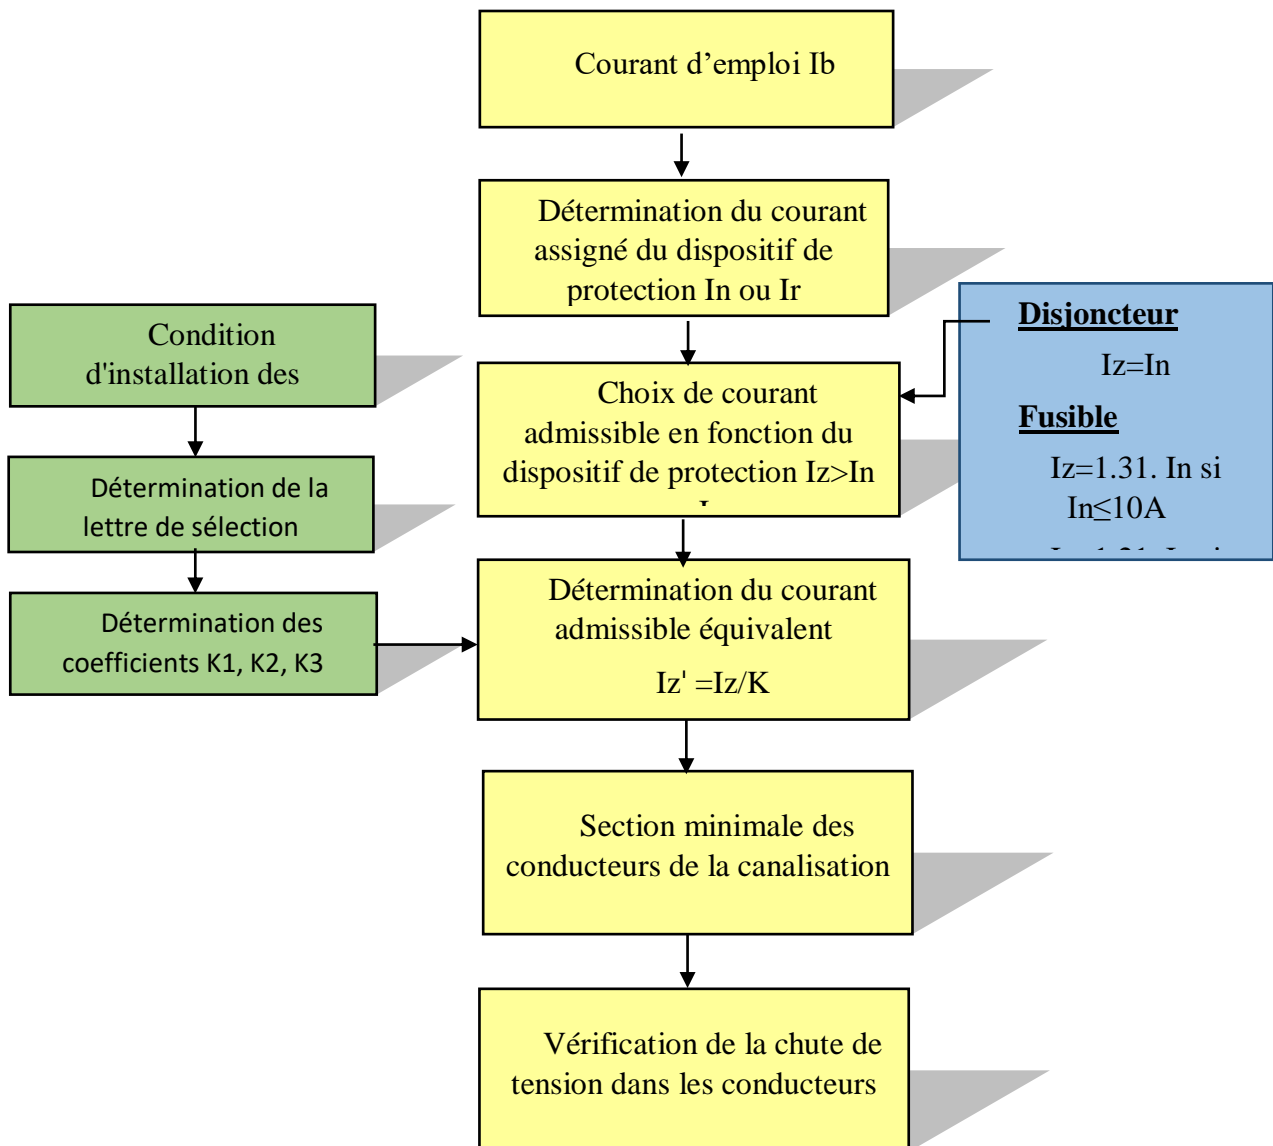 Courant d’emploi Ib
Détermination du courant
assigné du dispositif de
protection In ou Ir
Condition
d'installation des
Disjoncteur
Iz=In
Fusible
Iz=1.31. In si
In≤10A
Choix de courant
admissible en fonction du
dispositif de protection Iz>In
Détermination de la
lettre de sélection
Détermination des
coefficients K1, K2, K3
Détermination du courant
admissible équivalent
Iz' =Iz/K
Section minimale des
conducteurs de la canalisation
Vérification de la chute de
tension dans les conducteurs